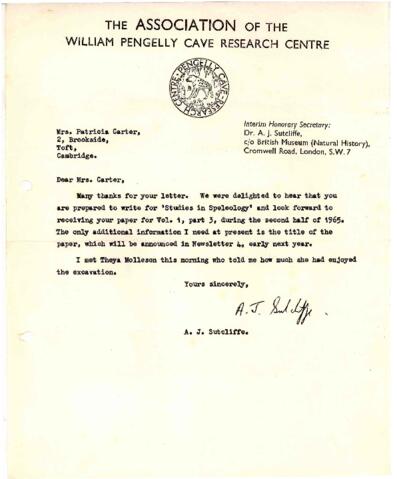 THE ASSOCIATION OF THE
WILLIAM PENGELLY CAVE RESEARCH CENTRE
PENGELLY CAVE RESEARCH CENTRE
Interim Honorary Secretary:
Dr. A. J. Sutcliffe,
c/o British Museum (Natural History),
Cromwell Road, London, S.W. 7
Mrs. Patricia Carter,
2, Brookside,
Toft,
Cambridge.
Dear Mrs. Carter,
Many thanks for your letter. We were delighted to hear that you
are prepared to write for 'Studies in Speleology' and look forward to
receiving your paper for Vol. 1, part 3, during the second half of 1965.
The only additional information I need at present is the title of the
paper, which will be announced in Newsletter 4, early next year.
I met Theya Molleson this morning who told me how much she had enjoyed
the excavation.
Yours sincerely,
A. J. Sutcliffe.
A. J. Sutcliffe.